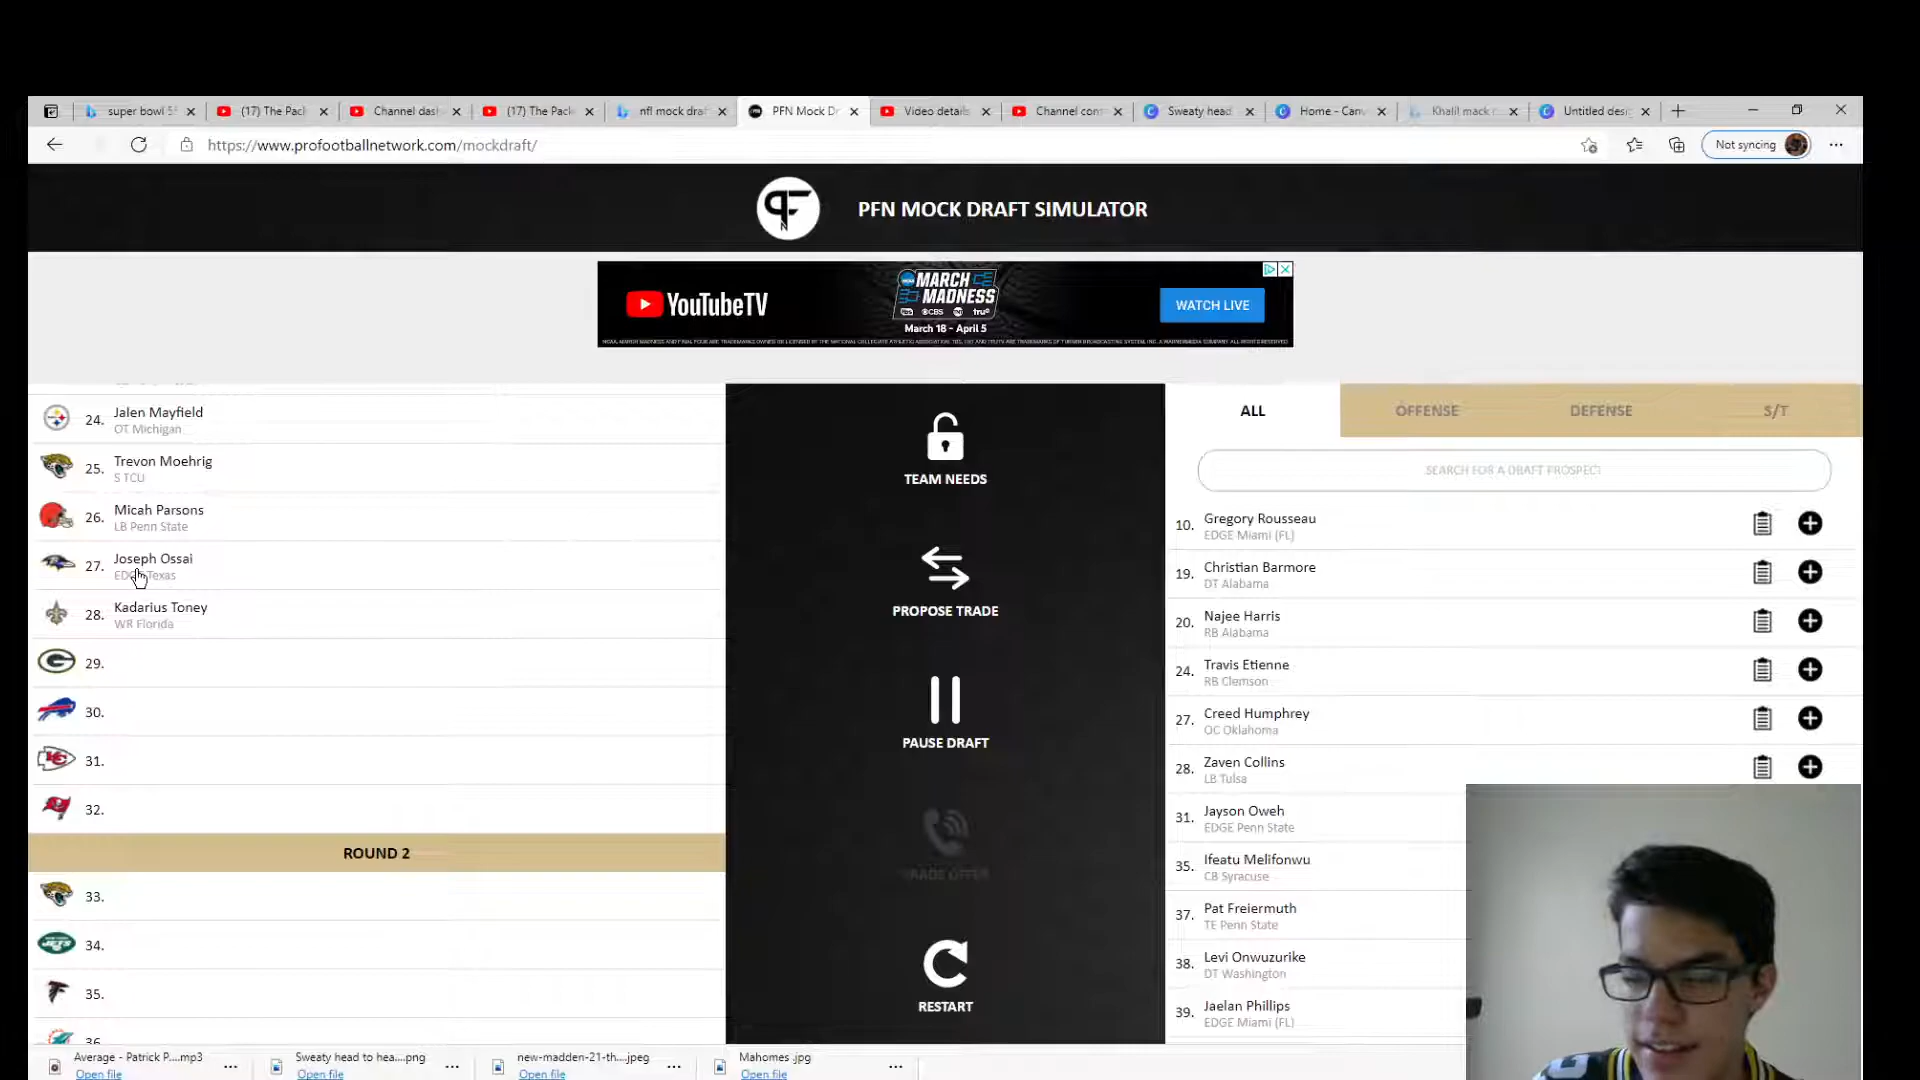 super bowl 5
(17) The Pack
Channel das
(17) The Pack
nfl mock draf
PFN Mock Dr
Video details
Channel con
Sweaty head
Home - Canv
Khalil mack r
Untitled desi
https://www.profootballnetwork.com/mockdraft/
Not syncing
PFN MOCK DRAFT SIMULATOR
YouTubeTV
MARCH MADNESS
March 18 - April 5
WATCH LIVE
24. Jalen Mayfield
OT Michigan
25. Trevon Moehrig
S TCU
26. Micah Parsons
LB Penn State
27. Joseph Ossai
Texas
28. Kadarius Toney
WR Florida
29.
30.
31.
32.
ROUND 2
33.
34.
35.
TEAM NEEDS
PROPOSE TRADE
PAUSE DRAFT
TRADE OFFER
RESTART
ALL OFFENSE DEFENSE S/T
SEARCH FOR A DRAFT PROSPECT
10. Gregory Rousseau
EDGE Miami (FL)
19. Christian Barmore
DT Alabama
20. Najee Harris
RB Alabama
24. Travis Etienne
RB Clemson
27. Creed Humphrey
OC Oklahoma
28. Zaven Collins
LB Tulsa
31. Jayson Oweh
EDGE Penn State
35. Ifeatu Melifonwu
CB Syracuse
37. Pat Freiermuth
TE Penn State
38. Levi Onwuzurike
DT Washington
39. Jaelan Phillips
EDGE Miami (FL)
Average - Patrick P....mp3
Open file
Sweaty head to hea....png
Open file
new-madden-21-th....jpeg
Open file
Mahomes .jpg
Open file